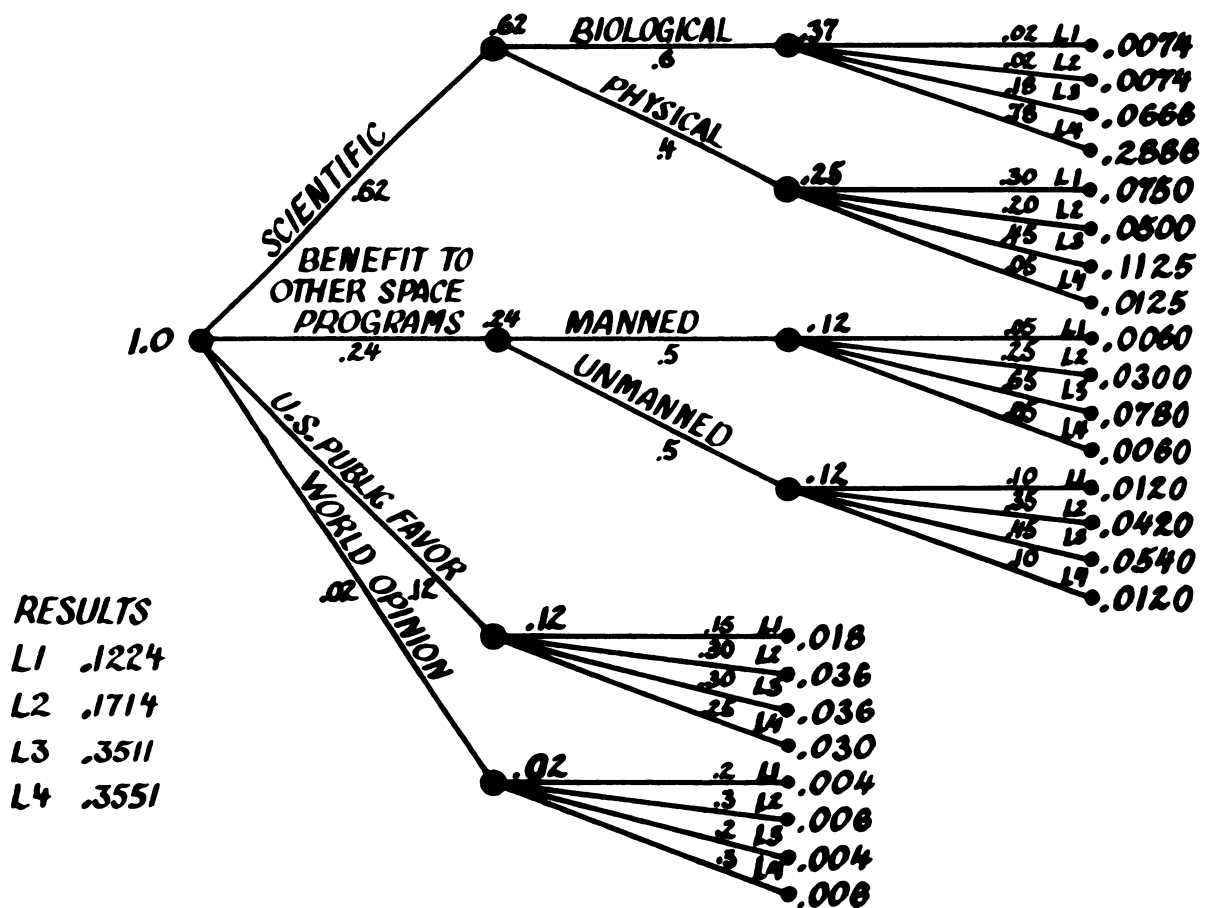 .62 BIOLOGICAL .37 .02 L1 .0074
.6
.02 L2 .0074
.18 L3 .0666
.78 L4 .2886
PHYSICAL
.4
.25 .30 L1 .0750
.20 L2 .0500
.45 L3 .1125
.05 L4 .0125
SCIENTIFIC
.62
BENEFIT TO
OTHER SPACE
PROGRAMS
.24
1.0
.24 MANNED .12 .05 L1 .0060
.5
.25 L2 .0300
.65 L3 .0780
.05 L4 .0060
UNMANNED
.5
.12 .10 L1 .0120
.35 L2 .0420
.45 L3 .0540
.10 L4 .0120
U.S. PUBLIC FAVOR
.12
WORLD OPINION
.02
.12 .15 L1 .018
.30 L2 .036
.30 L3 .036
.25 L4 .030
.02 .2 L1 .004
.3 L2 .006
.2 L3 .004
.3 L4 .006
RESULTS
L1 .1224
L2 .1714
L3 .3511
L4 .3551